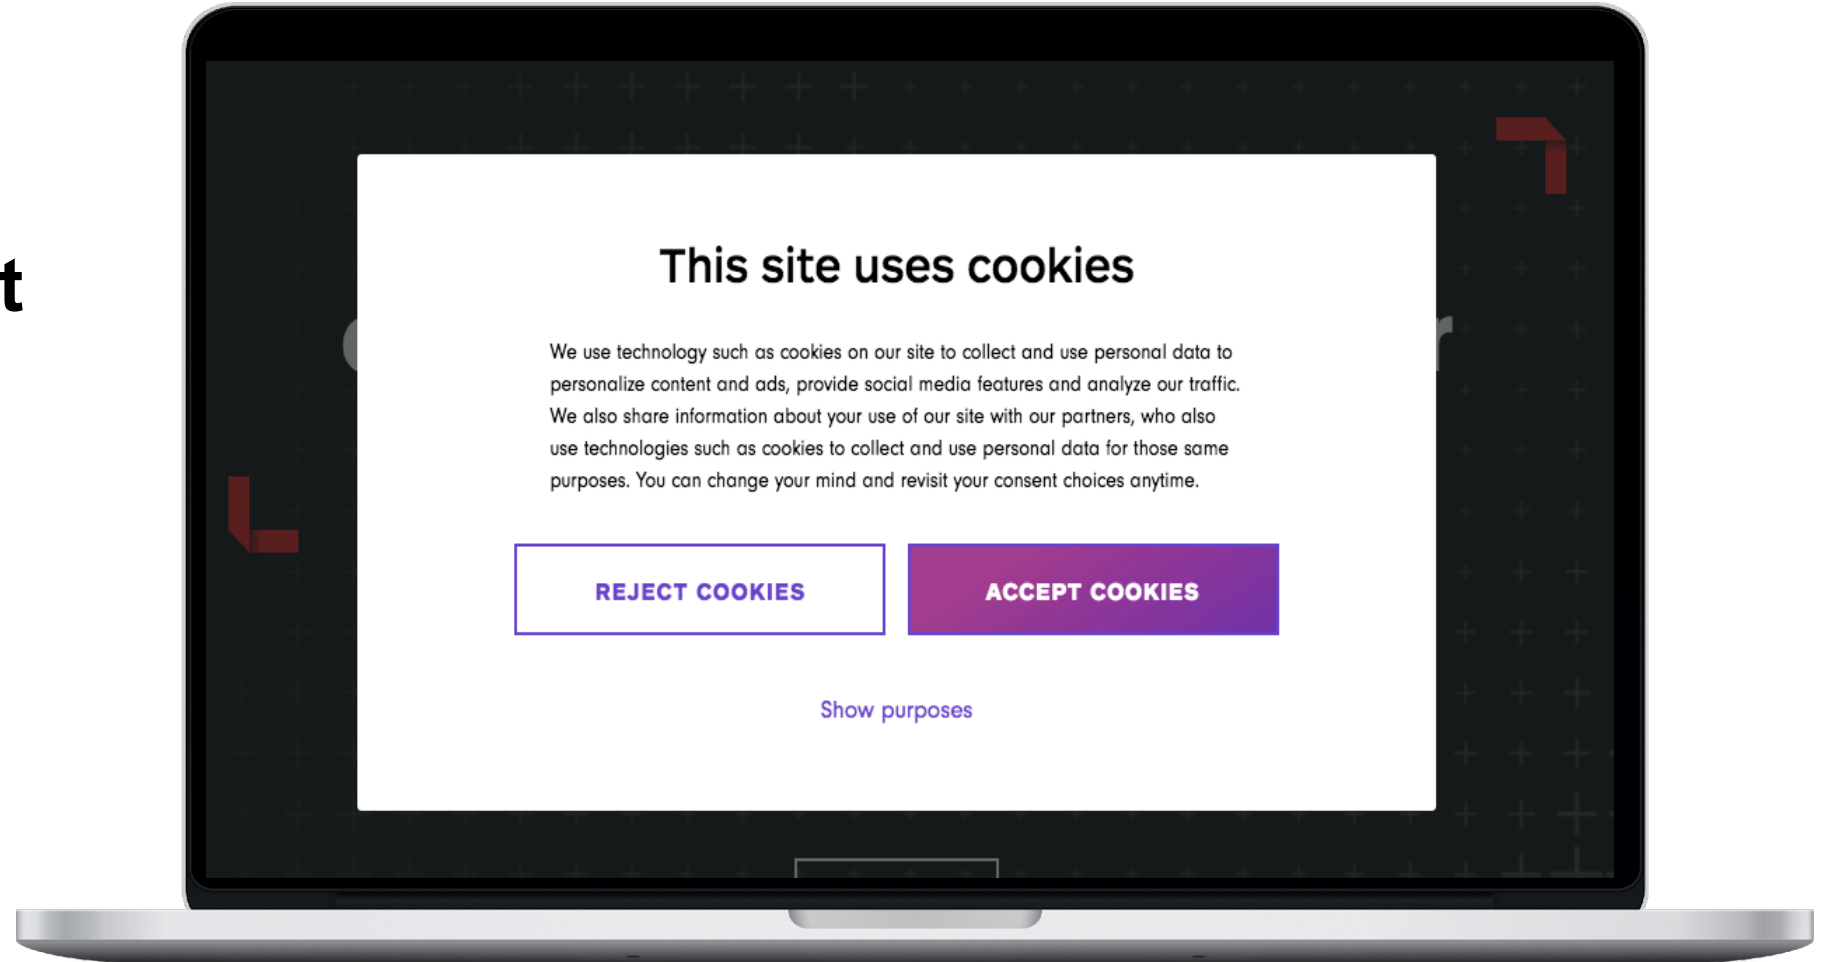 This site uses cookies
We use technology such as cookies on our site to collect and use personal data to
personalize content and ads, provide social media features and analyze our traffic.
We also share information about your use of our site with our partners, who also
use technologies such as cookies to collect and use personal data for those same
purposes. You can change your mind and revisit your consent choices anytime.
REJECT COOKIES
ACCEPT COOKIES
Show purposes